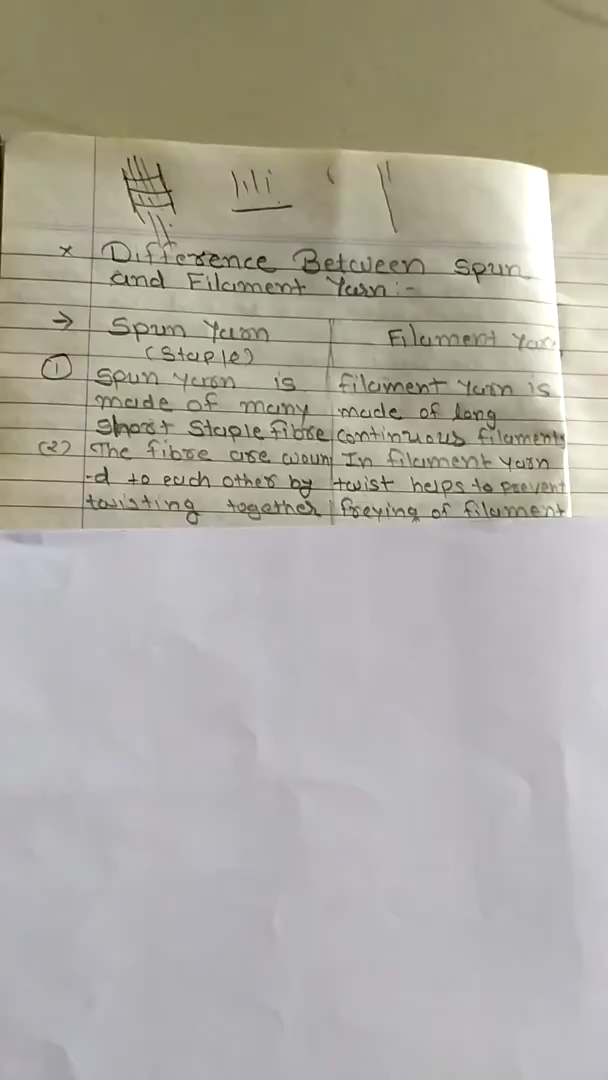 × Difference Between Spun
and Filament Yarn :-
→ Spun Yarn Filament Yar
(Staple)
① Spun yarn is filament yarn is
made of many made of long
short staple fibre continuous filaments
(2) The fibre are woun In filament yarn
-d to each other by twist helps to prevent
twisting together freying of filament